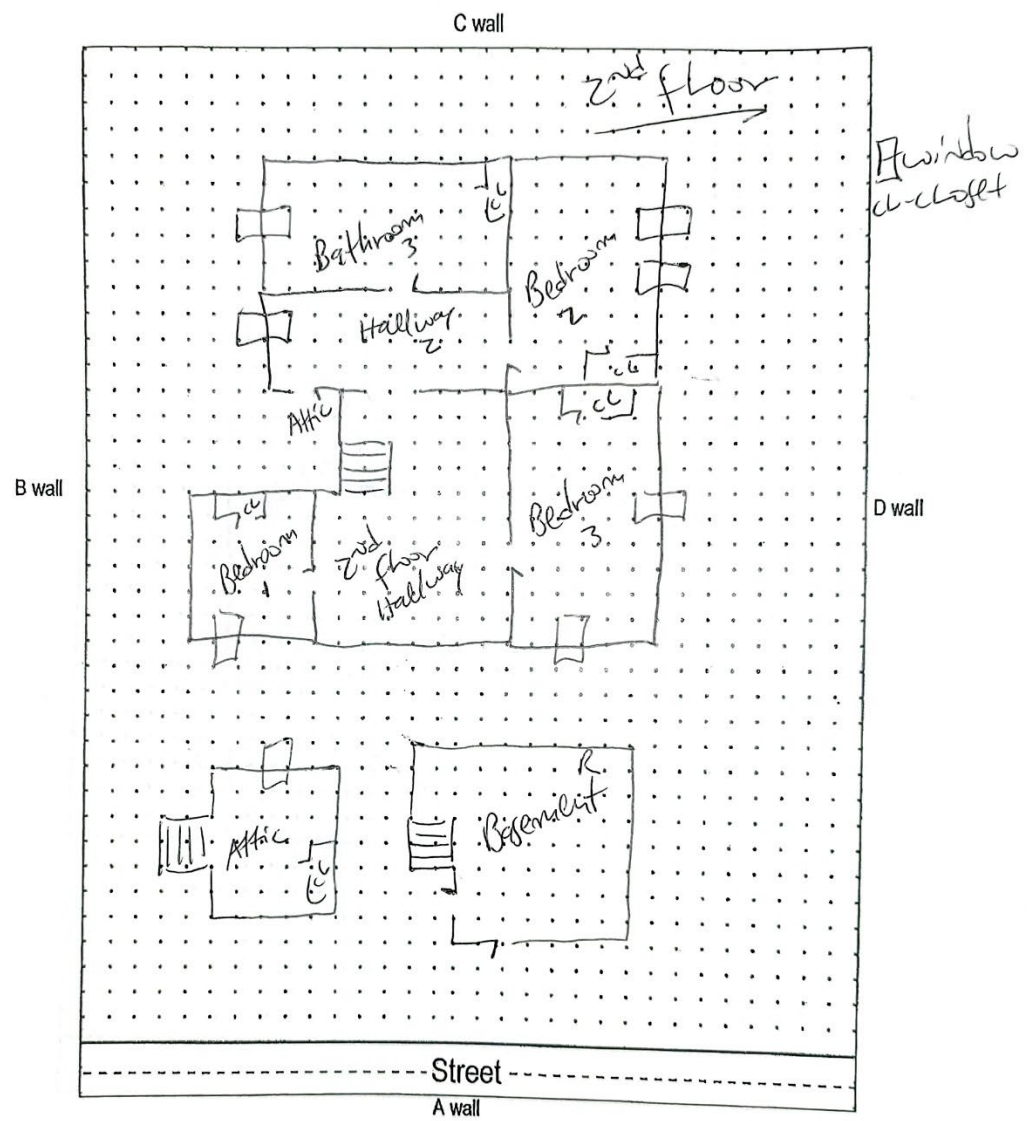 C wall
2nd floor
window
CL-closet
CL
Bathroom
3
Bedroom
2
Hallway
2
CL
CL
Attic
B wall
D wall
CL
Bedroom
3
Bedroom
1
2nd
floor
Hallway
R
Basement
Attic
CL
Street
A wall